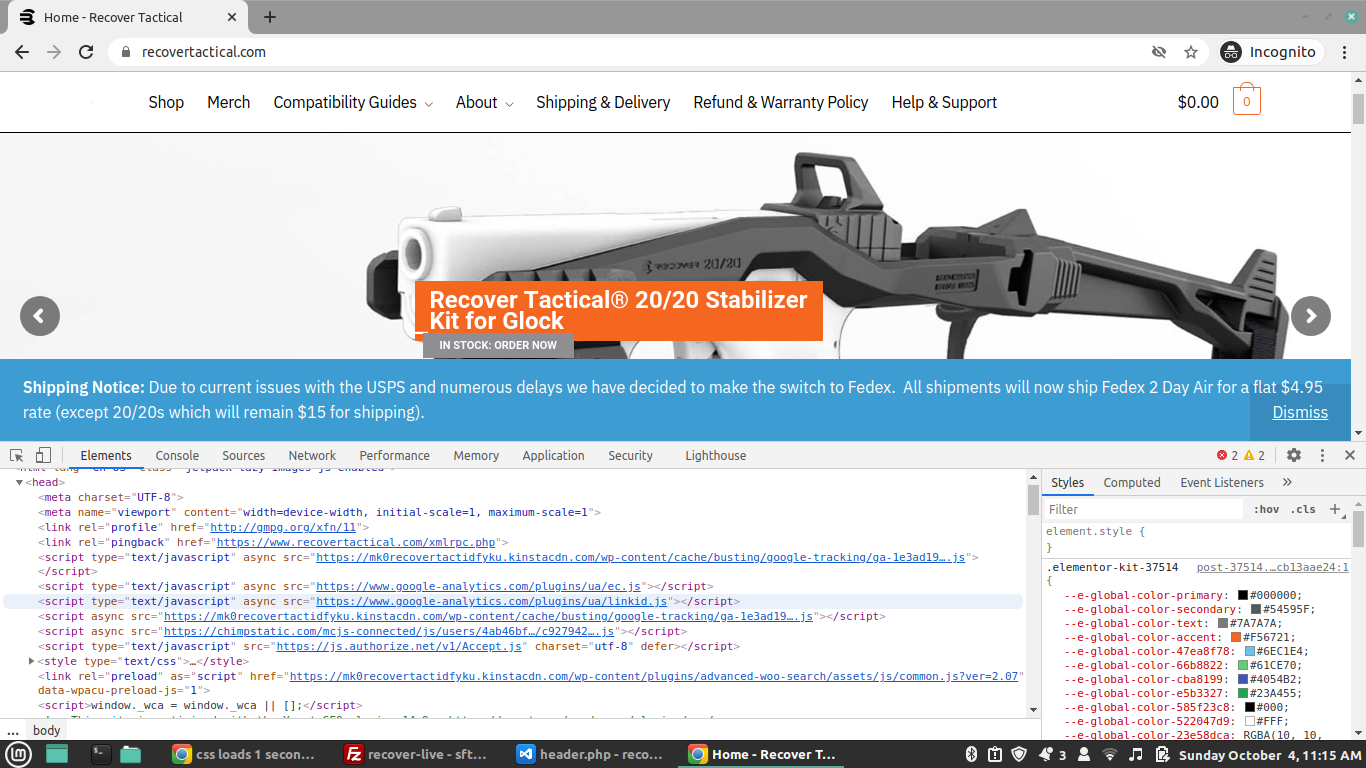 Home - Recover Tactical
recovertactical.com
Incognito
Shop Merch Compatibility Guides About Shipping & Delivery Refund & Warranty Policy Help & Support $0.00 0
RECOVER 20/20
Recover Tactical® 20/20 Stabilizer
Kit for Glock
IN STOCK: ORDER NOW
Shipping Notice: Due to current issues with the USPS and numerous delays we have decided to make the switch to Fedex. All shipments will now ship Fedex 2 Day Air for a flat $4.95
rate (except 20/20s which will remain $15 for shipping).
Dismiss
Elements Console Sources Network Performance Memory Application Security Lighthouse 2 2
<head>
<meta charset="UTF-8">
<meta name="viewport" content="width=device-width, initial-scale=1, maximum-scale=1">
<link rel="profile" href="http://gmpg.org/xfn/11">
<link rel="pingback" href="https://www.recovertactical.com/xmlrpc.php">
<script type="text/javascript" async src="https://mk0recovertactidfyku.kinstacdn.com/wp-content/cache/busting/google-tracking/ga-1e3ad19….js">
</script>
<script type="text/javascript" async src="https://www.google-analytics.com/plugins/ua/ec.js"></script>
<script type="text/javascript" async src="https://www.google-analytics.com/plugins/ua/linkid.js"></script>
<script async src="https://mk0recovertactidfyku.kinstacdn.com/wp-content/cache/busting/google-tracking/ga-1e3ad19….js"></script>
<script async src="https://chimpstatic.com/mcjs-connected/js/users/4ab46bf…/c927942….js"></script>
<script type="text/javascript" src="https://js.authorize.net/v1/Accept.js" charset="utf-8" defer></script>
<style type="text/css">…</style>
<link rel="preload" as="script" href="https://mk0recovertactidfyku.kinstacdn.com/wp-content/plugins/advanced-woo-search/assets/js/common.js?ver=2.07"
data-wpacu-preload-js="1">
<script>window._wca = window._wca || [];</script>
... body
Styles Computed Event Listeners »
Filter :hov .cls +
element.style {
}
.elementor-kit-37514 post-37514.…cb13aae24:1
{
--e-global-color-primary: #000000;
--e-global-color-secondary: #54595F;
--e-global-color-text: #7A7A7A;
--e-global-color-accent: #F56721;
--e-global-color-47ea8f78: #6EC1E4;
--e-global-color-66b8822: #61CE70;
--e-global-color-cba8199: #4054B2;
--e-global-color-e5b3327: #23A455;
--e-global-color-585f23c8: #000;
--e-global-color-522047d9: #FFF;
--e-global-color-23e58dca: RGBA(10, 10,
css loads 1 secon...
recover-live - sft...
header.php - reco...
Home - Recover T...
3
Sunday October 4, 11:15 AM